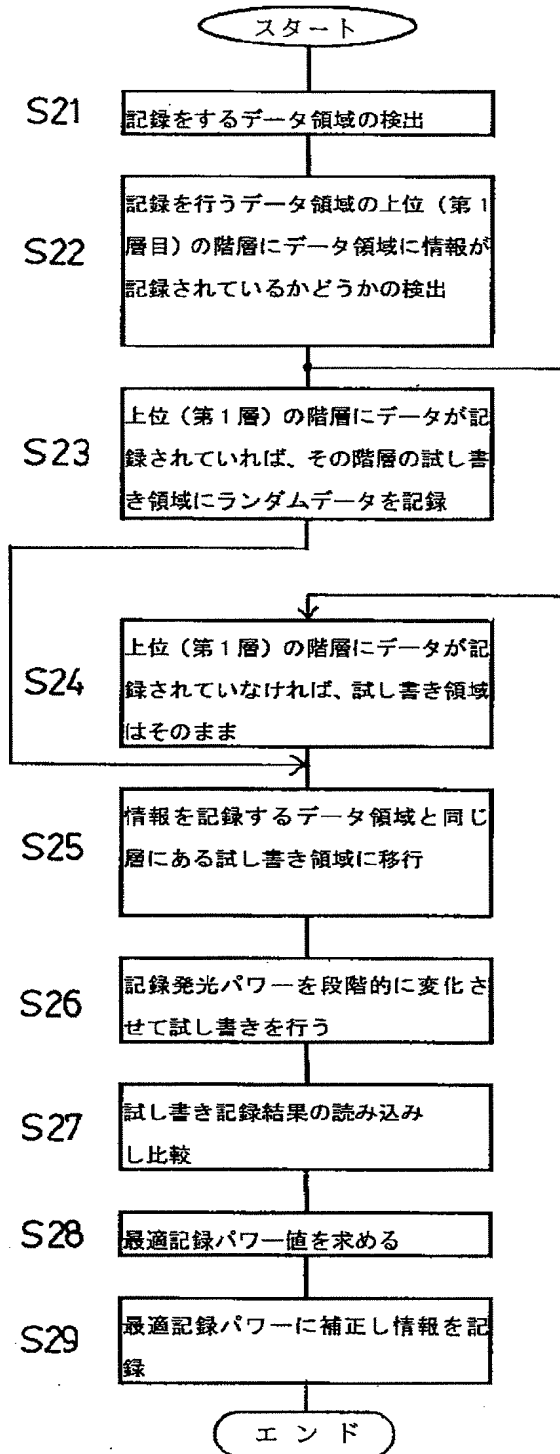 スタート
S21
記録をするデータ領域の検出
S22
記録を行うデータ領域の上位（第1
層目）の階層にデータ領域に情報が
記録されているかどうかの検出
S23
上位（第1層）の階層にデータが記
録されていれば、その階層の試し書
き領域にランダムデータを記録
S24
上位（第1層）の階層にデータが記
録されていなければ、試し書き領域
はそのまま
S25
情報を記録するデータ領域と同じ
層にある試し書き領域に移行
S26
記録発光パワーを段階的に変化さ
せて試し書きを行う
S27
試し書き記録結果の読み込み
し比較
S28
最適記録パワー値を求める
S29
最適記録パワーに補正し情報を記
録
エンド